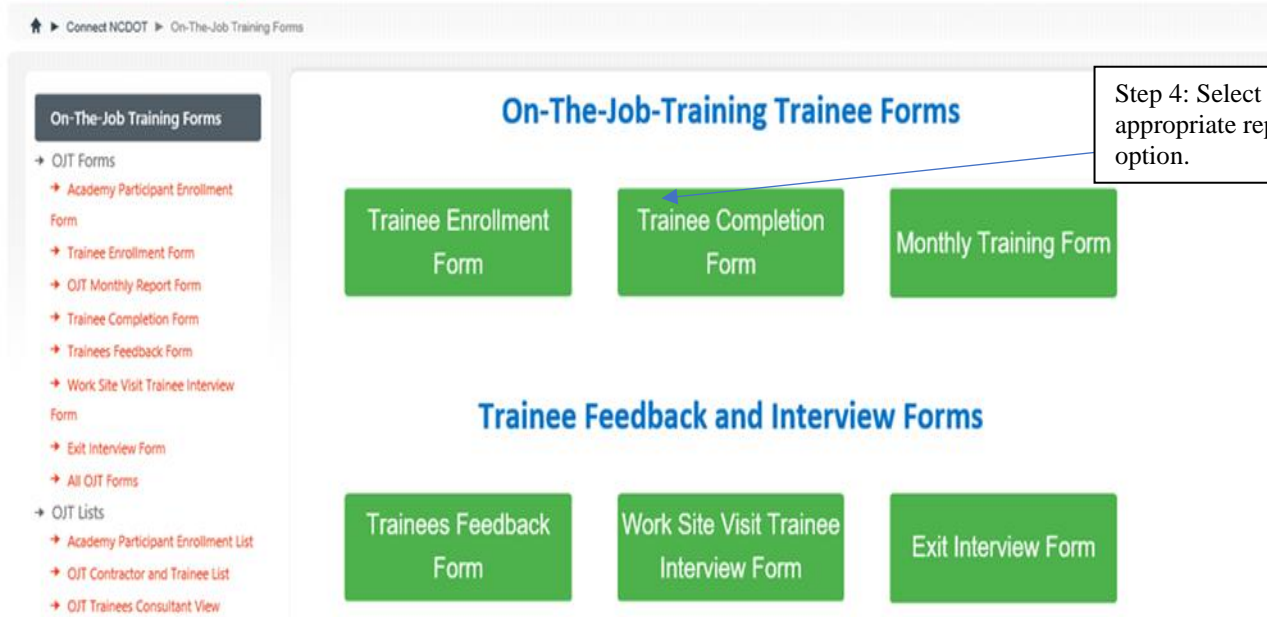 Connect NCDOT ▶ On-The-Job Training Forms
On-The-Job Training Forms
OJT Forms
Academy Participant Enrollment
Form
Trainee Enrollment Form
OJT Monthly Report Form
Trainee Completion Form
Trainees Feedback Form
Work Site Visit Trainee Interview
Form
Exit Interview Form
All OJT Forms
OJT Lists
Academy Participant Enrollment List
OJT Contractor and Trainee List
OJT Trainees Consultant View
On-The-Job-Training Trainee Forms
Step 4: Select
appropriate
option.
Trainee Enrollment
Form
Trainee Completion
Form
Monthly Training Form
Trainee Feedback and Interview Forms
Trainees Feedback
Form
Work Site Visit Trainee
Interview Form
Exit Interview Form